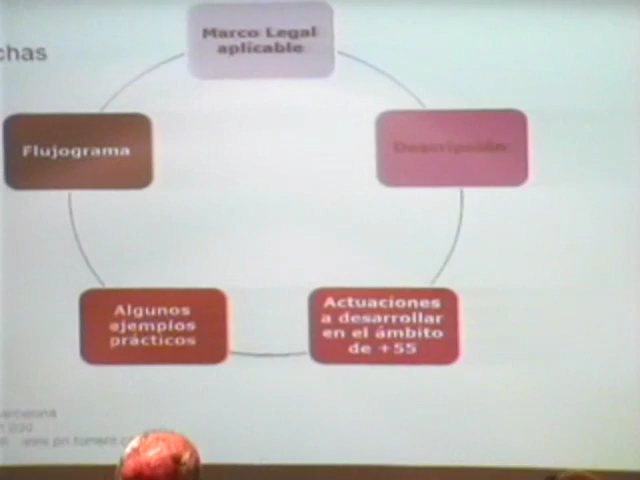 chas
Marco Legal
aplicable
Flujograma
Descripción
Algunos
ejemplos
prácticos
Actuaciones
a desarrollar
en el ámbito
de +55